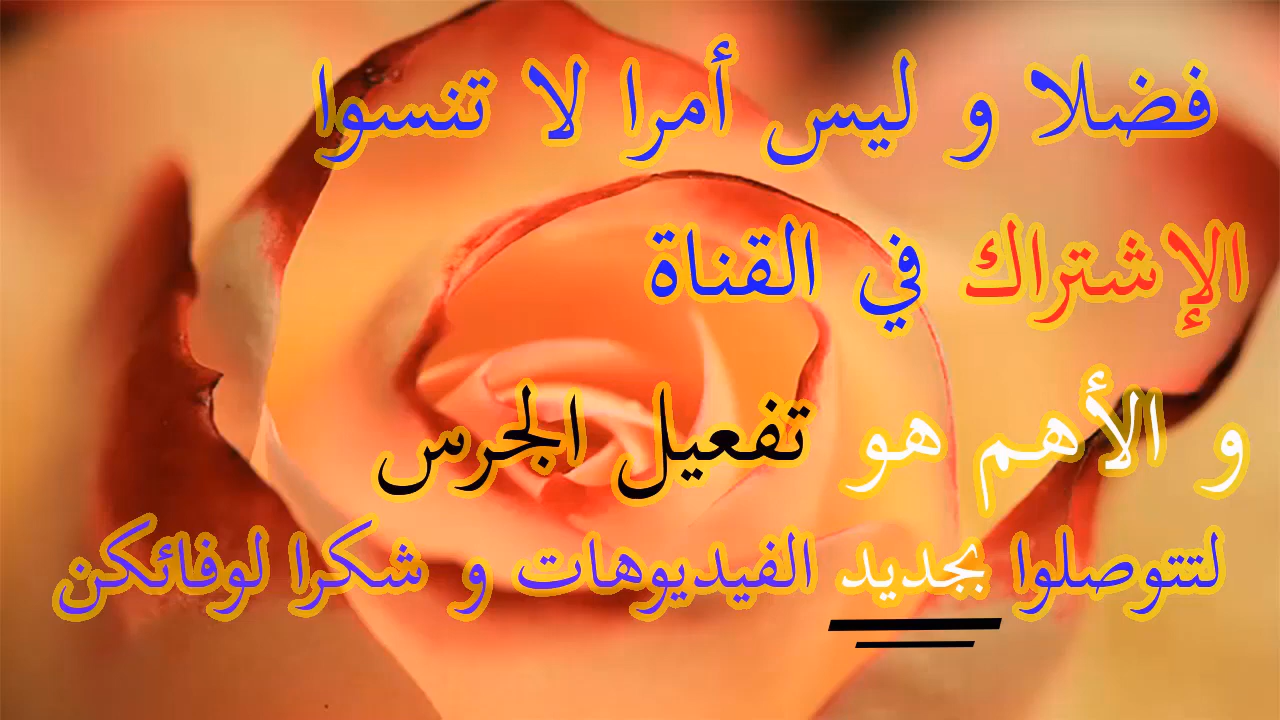 فضلا و ليس أمرا لا تنسوا
الإشتراك في القناة
و الأهم هو تفعيل الجرس
لتتوصلوا بجديد الفيديوهات و شكرا لوفائكن